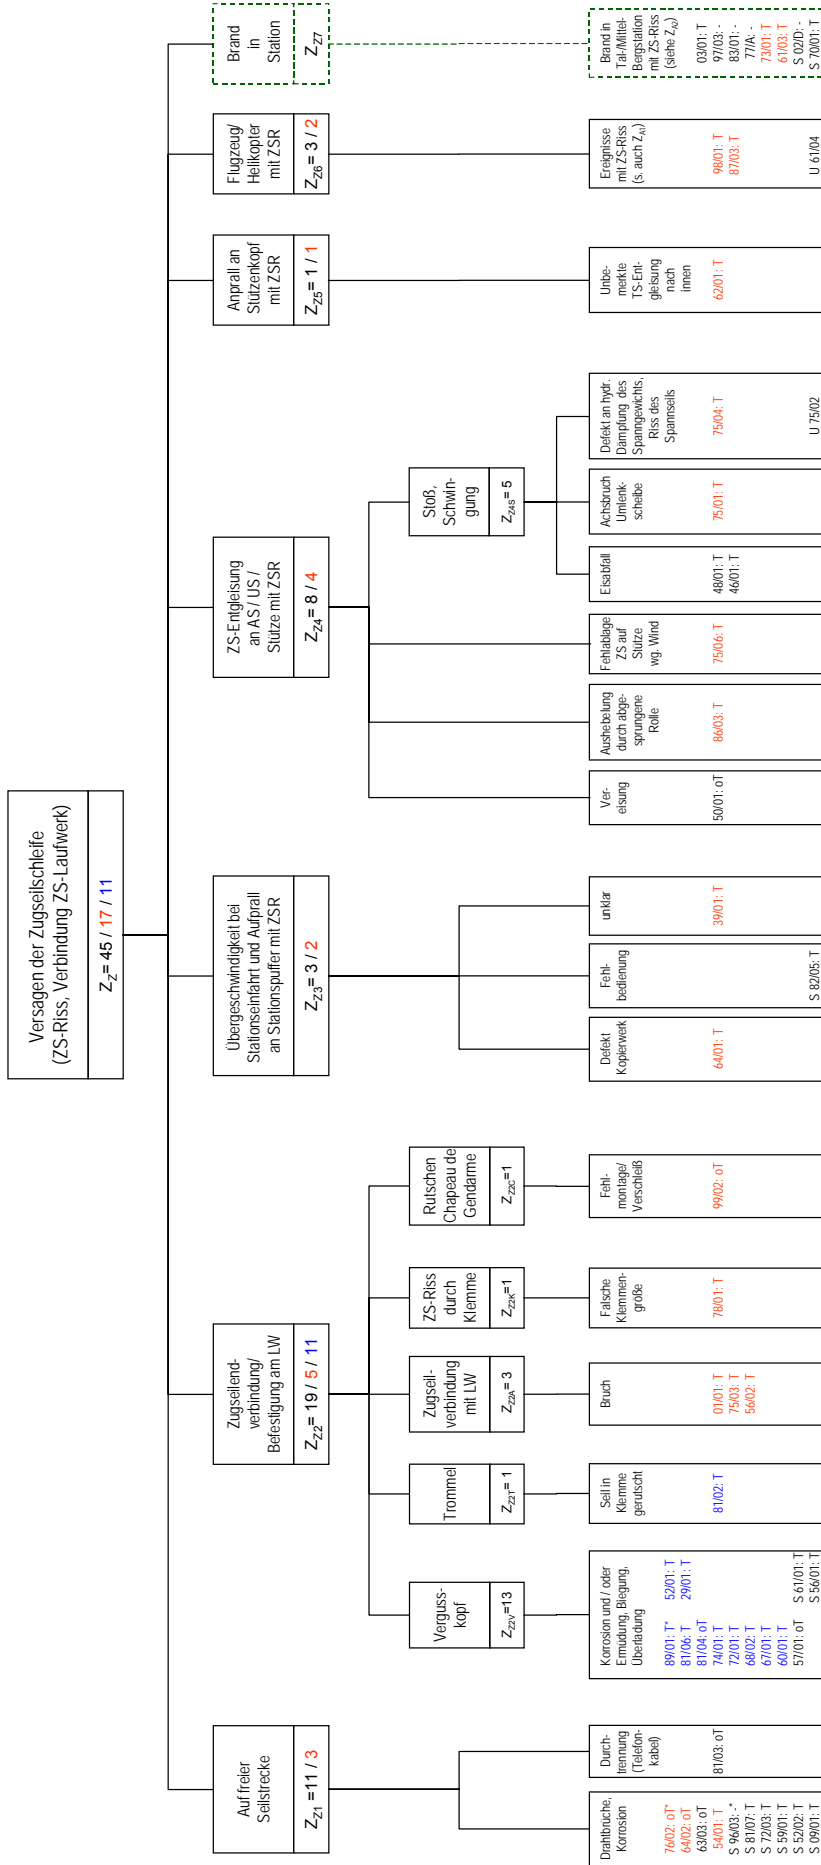 Versagen der Zugseilschleife
(ZS-Riss, Verbindung ZS-Laufwerk)
ZZ= 45 / 17 / 11
Auf freier
Seilstrecke
ZZ1 =11 / 3
Zugseilend-
verbindung/
Befestigung am LW
ZZ2 = 19 / 5 / 11
Übergeschwindigkeit bei
Stationseinfahrt und Aufprall
an Stationspuffer mit ZSR
ZZ3 = 3 / 2
ZS-Entgleisung
an AS / US /
Stütze mit ZSR
ZZ4 = 8 / 4
Anprall an
Stützenkopf
mit ZSR
ZZ5 = 1 / 1
Flugzeug/
Helikopter
mit ZSR
ZZ6= 3 / 2
Brand
in
Station
ZZ7
Verguss-
kopf
ZZ2V=13
Trommel
ZZ2T= 1
Zugseil-
verbindung
mit LW
ZZ2A= 3
ZS-Riss
durch
Klemme
ZZ2K=1
Rutschen
Chapeau de
Gendarme
ZZ2C=1
Stoß,
Schwin-
gung
ZZ4S= 5
Drahtbrüche,
Korrosion
76/02: oT*
64/02: oT
63/03: oT
54/01: T
S 96/03: -*
S 81/07: T
S 72/03: T
S 59/01: T
S 52/02: T
S 09/01: T
Durch-
trennung
(Telefon-
kabel)
81/03: oT
Korrosion und / oder
Ermüdung, Biegung,
Überladung
89/01: T* 52/01: T
81/06: T 29/01: T
81/04: oT
74/01: T
72/01: T
68/02: T
67/01: T
60/01: T
57/01: oT S 61/01: T
S 56/01: T
Seil in
Klemme
gerutscht
81/02: T
Bruch
01/01: T
75/03: T
56/02: T
Falsche
Klemmen-
größe
78/01: T
Fehl-
montage/
Verschleiß
99/02: oT
Defekt
Kopierwerk
64/01: T
Fehl-
bedienung
S 82/05: T
unklar
39/01: T
Ver-
eisung
50/01: oT
Aushebelung
durch abge-
sprungene
Rolle
86/03: T
Fehlablage
ZS auf
Stütze
wg. Wind
75/06: T
Eisabfall
48/01: T
46/01: T
Achsbruch
Umlenk-
scheibe
75/01: T
Defekt an hydr.
Dämpfung des
Spanngewichts,
Riss des
Spannseils
75/04: T
U 75/02
Unbe-
merkte
TS-Ent-
gleisung
nach
innen
62/01: T
Ereignisse
mit ZS-Riss
(s. auch ZA1)
98/01: T
87/03: T
U 61/04
Brand in
Tal-/Mittel-
Bergstation
mit ZS-Riss
(siehe ZA2)
03/01: T
97/03: -
83/01: -
77/A: -
73/01: T
61/03: T
S 02/D: -
S 70/01: T